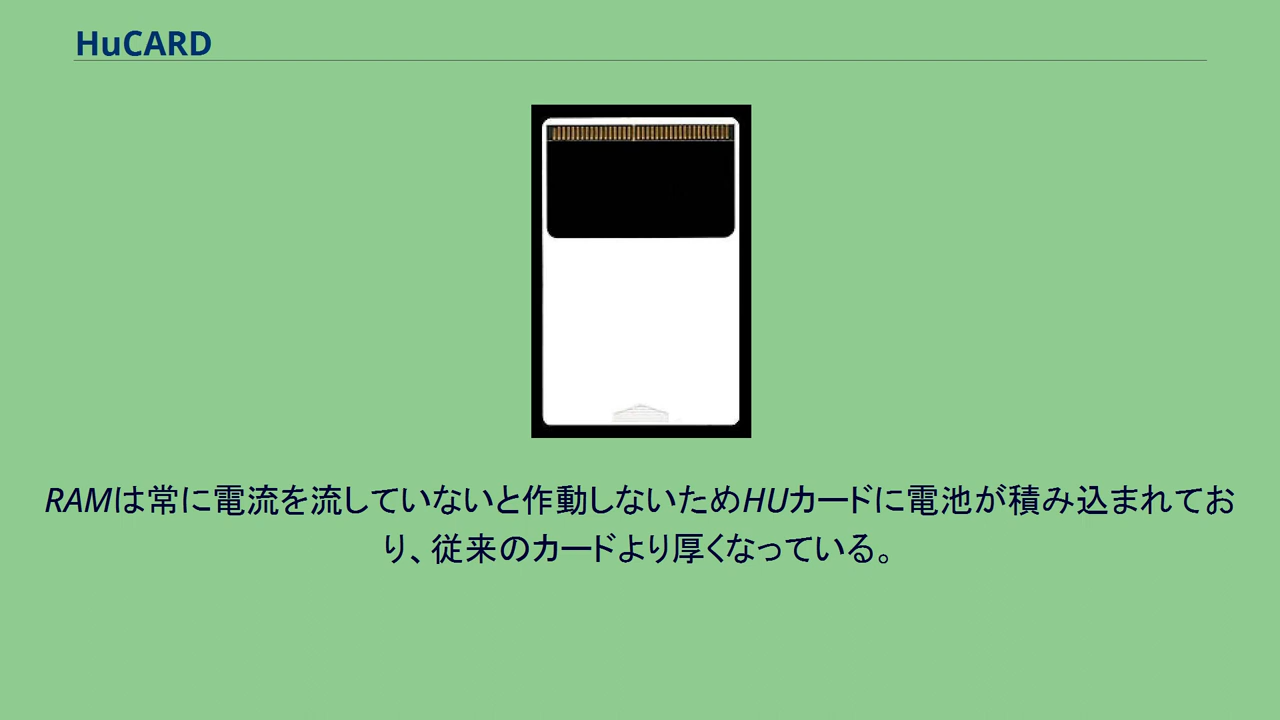 HuCARD
RAMは常に電流を流していないと作動しないためHUカードに電池が積み込まれてお
り、従来のカードより厚くなっている。